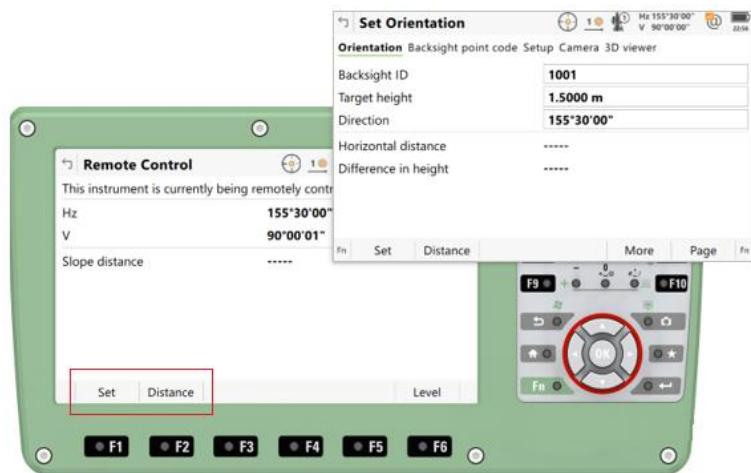 Set Orientation
1
Hz 155°30'00"
V 90°00'00"
22:56
Orientation Backsight point code Setup Camera 3D viewer
Backsight ID 1001
Target height 1.5000 m
Direction 155°30'00"
Horizontal distance -----
Difference in height -----
Fn Set Distance More Page Fn
Remote Control
1
This instrument is currently being remotely contr
Hz 155°30'00"
V 90°00'01"
Slope distance -----
Set Distance Level
F9 F10
OK
Fn
F1 F2 F3 F4 F5 F6